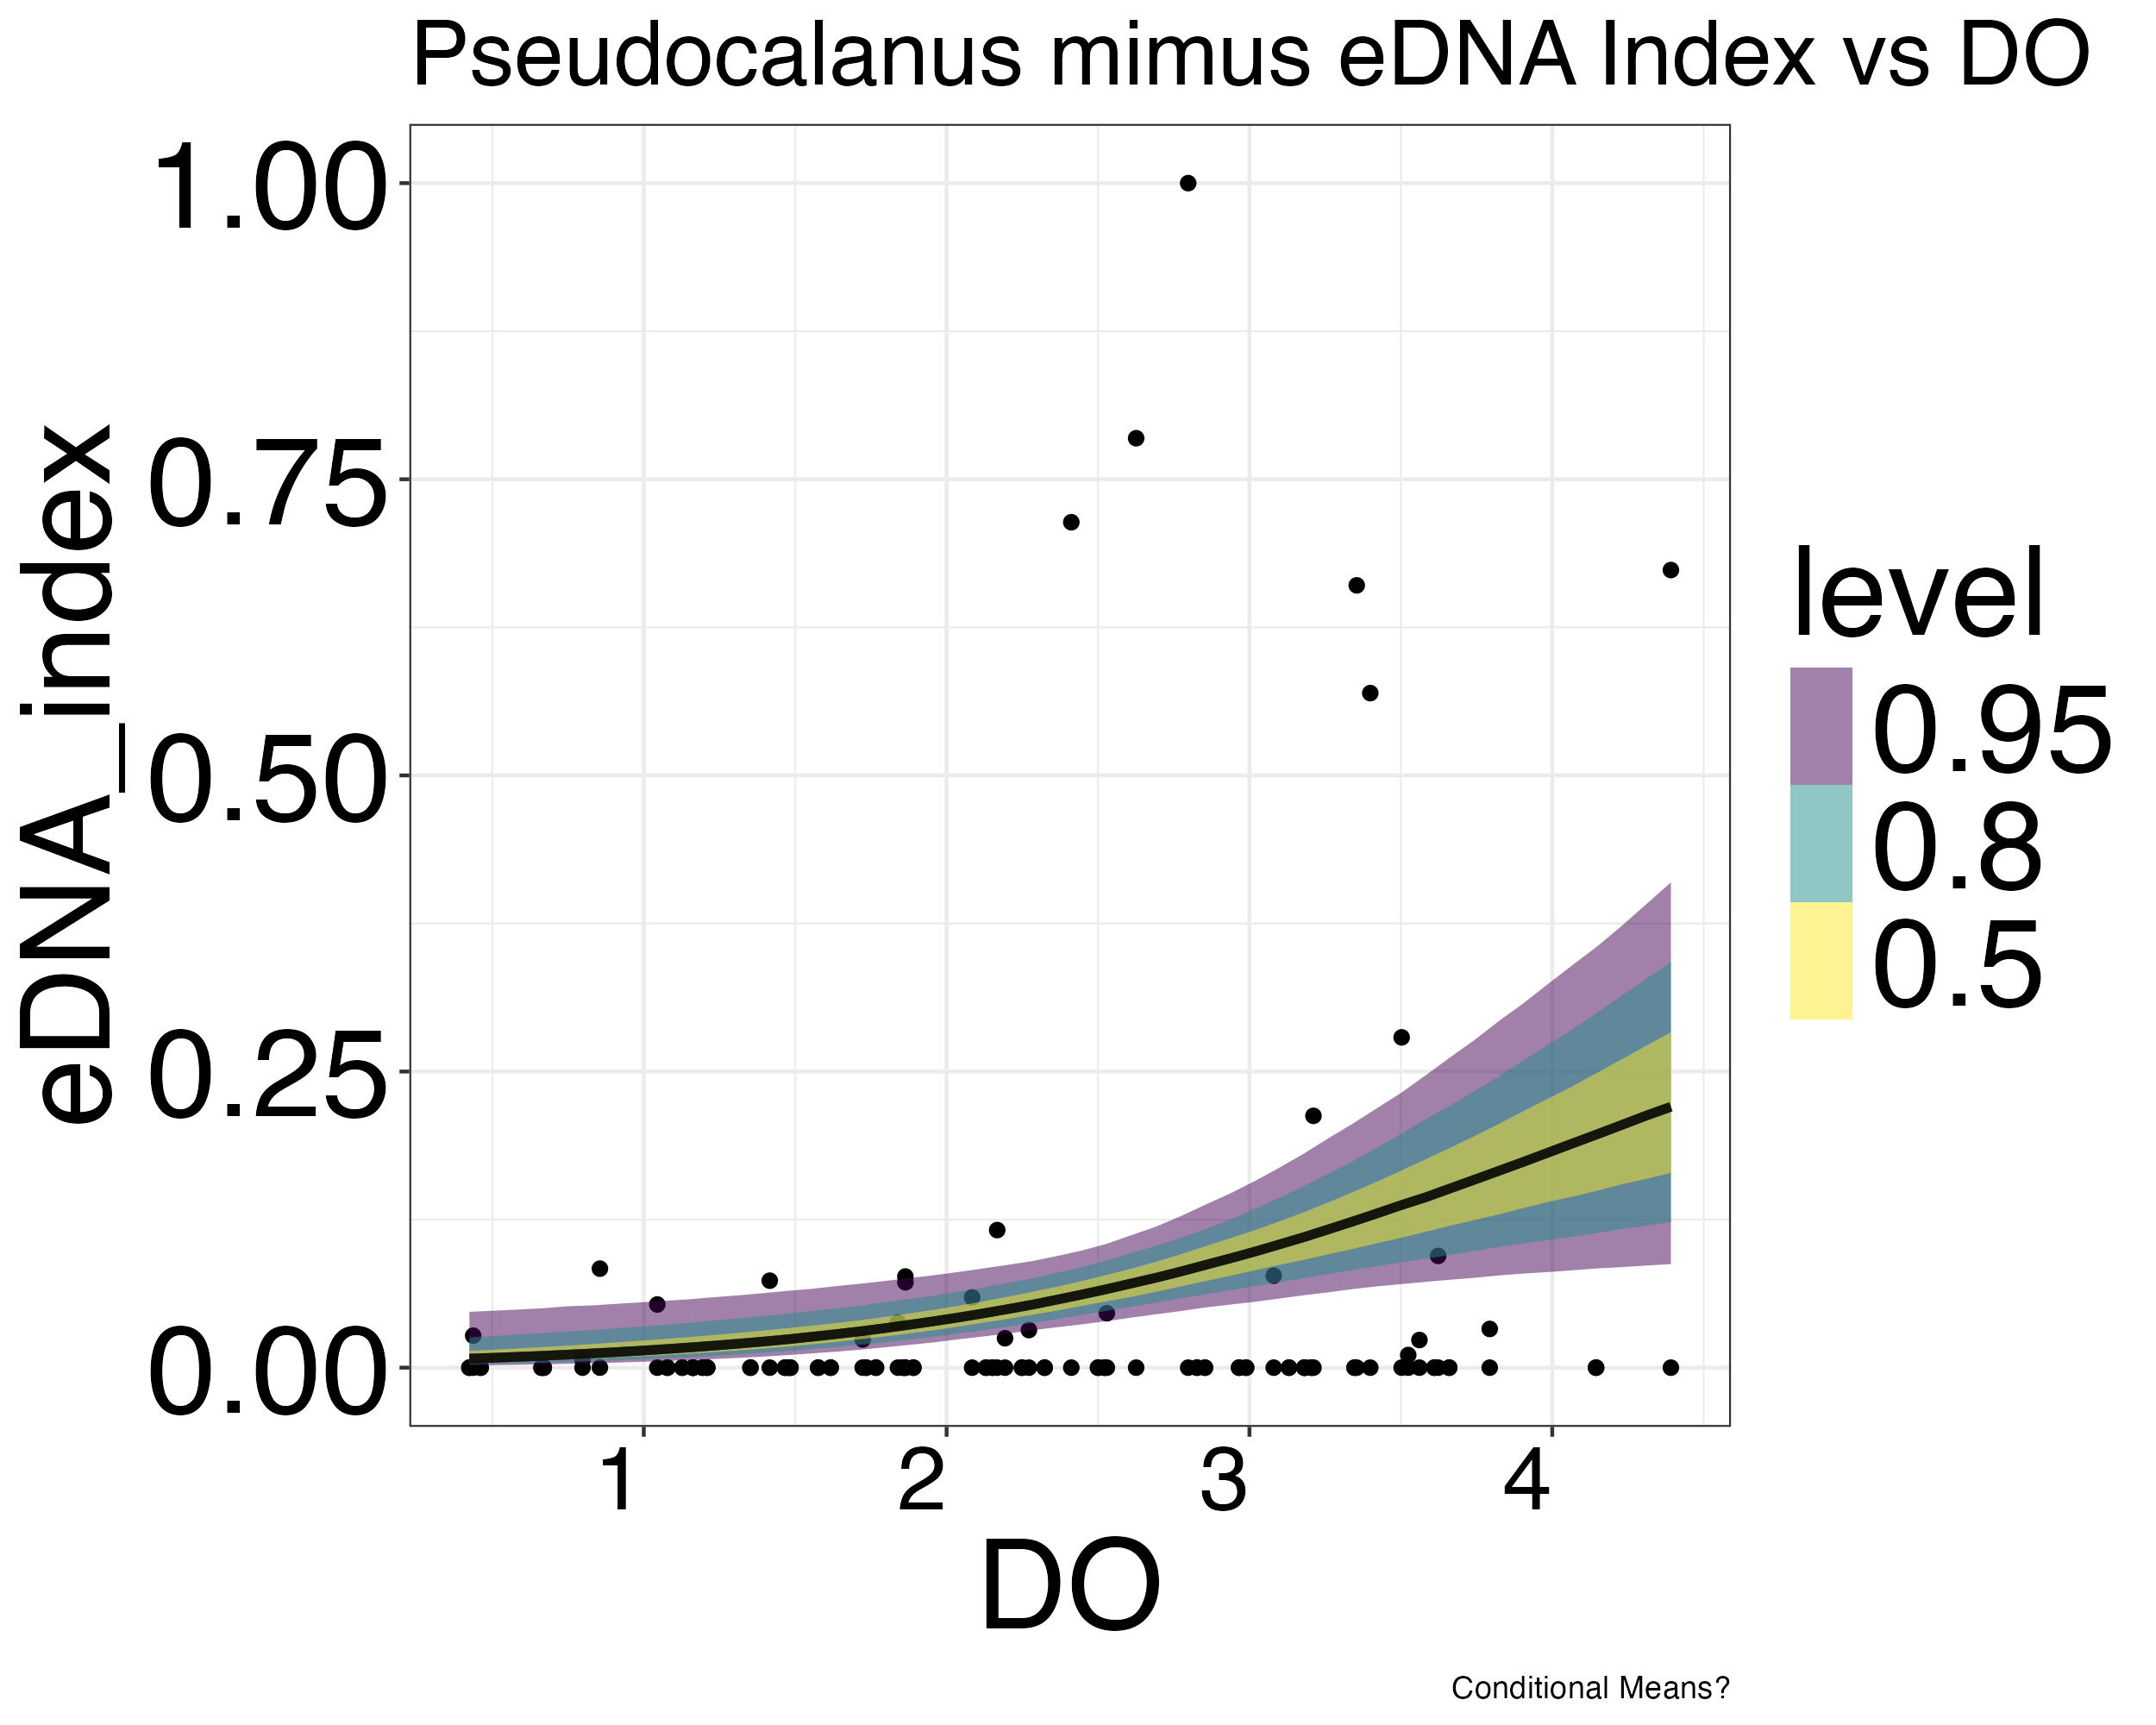 Pseudocalanus mimus eDNA Index vs DO
eDNA_index
1.00
0.75
0.50
0.25
0.00
1 2 3 4
DO
level
0.95
0.8
0.5
Conditional Means?